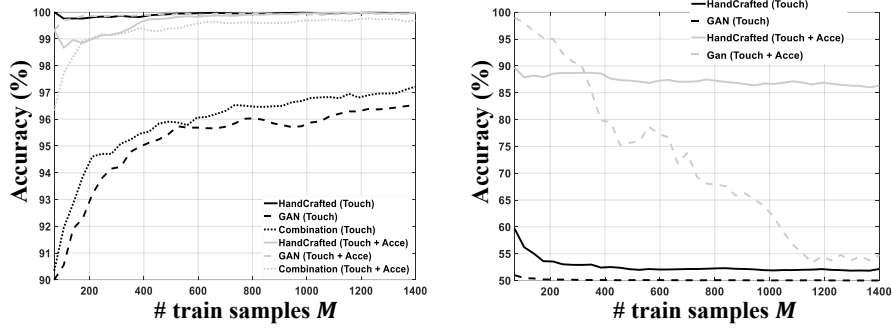 Accuracy (%)
100
99
98
97
96
95
94
93
92
91
90
HandCrafted (Touch)
GAN (Touch)
Combination (Touch)
HandCrafted (Touch + Acce)
GAN (Touch + Acce)
Combination (Touch + Acce)
200 400 600 800 1000 1200 1400
# train samples M
Accuracy (%)
100
95
90
85
80
75
70
65
60
55
50
HandCrafted (Touch)
GAN (Touch)
HandCrafted (Touch + Acce)
Gan (Touch + Acce)
200 400 600 800 1000 1200 1400
# train samples M